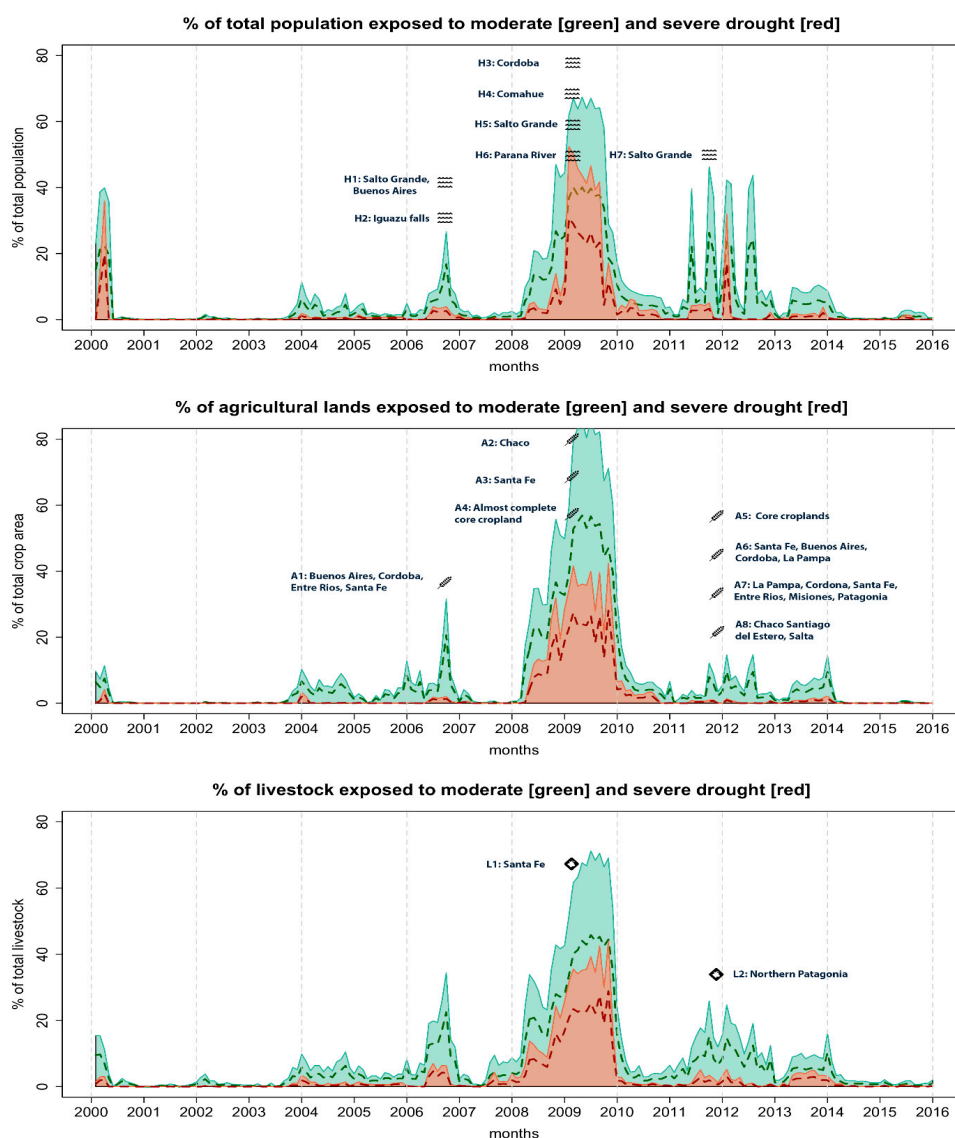 % of total population exposed to moderate [green] and severe drought [red]
% of total population
80
60
40
20
0
H3: Cordoba
H4: Comahue
H5: Salto Grande
H6: Parana River
H7: Salto Grande
H1: Salto Grande,
Buenos Aires
H2: Iguazu falls
2000 2001 2002 2003 2004 2005 2006 2007 2008 2009 2010 2011 2012 2013 2014 2015 2016
months
% of agricultural lands exposed to moderate [green] and severe drought [red]
% of total crop area
80
60
40
20
0
A2: Chaco
A3: Santa Fe
A4: Almost complete
core cropland
A1: Buenos Aires, Cordoba,
Entre Rios, Santa Fe
A5: Core croplands
A6: Santa Fe, Buenos Aires,
Cordoba, La Pampa
A7: La Pampa, Cordona, Santa Fe,
Entre Rios, Misiones, Patagonia
A8: Chaco Santiago
del Estero, Salta
2000 2001 2002 2003 2004 2005 2006 2007 2008 2009 2010 2011 2012 2013 2014 2015 2016
months
% of livestock exposed to moderate [green] and severe drought [red]
% of total livestock
80
60
40
20
0
L1: Santa Fe
L2: Northern Patagonia
2000 2001 2002 2003 2004 2005 2006 2007 2008 2009 2010 2011 2012 2013 2014 2015 2016
months